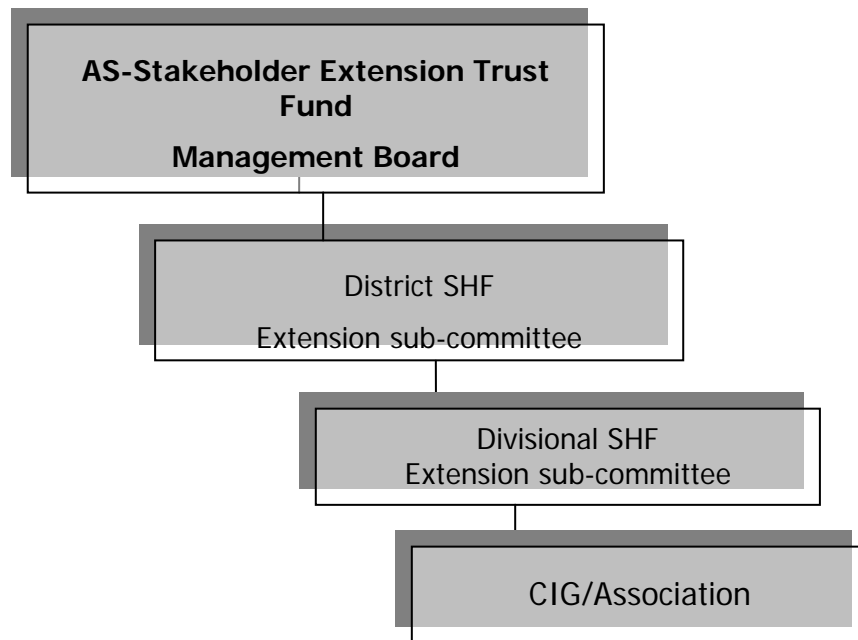 AS-Stakeholder Extension Trust
Fund
Management Board
District SHF
Extension sub-committee
Divisional SHF
Extension sub-committee
CIG/Association